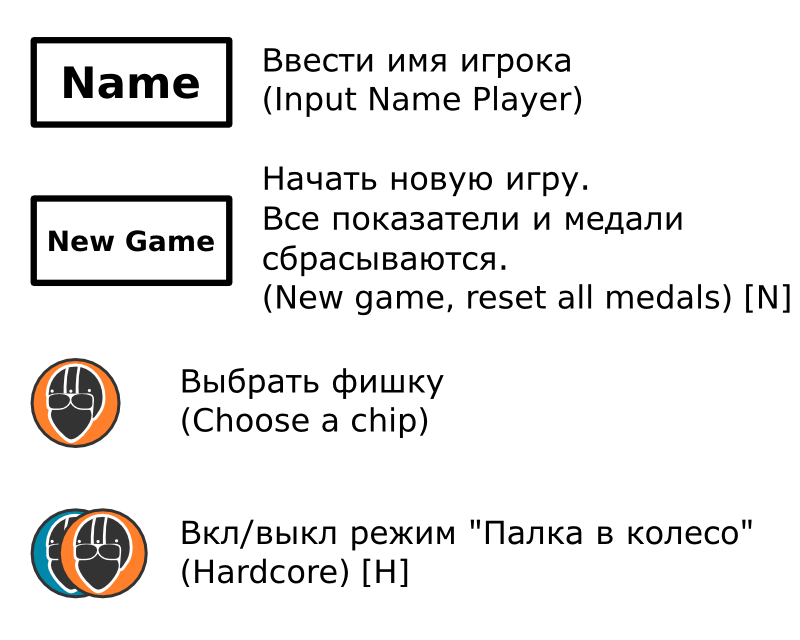 Name
Ввести имя игрока
(Input Name Player)
New Game
Начать новую игру.
Все показатели и медали
сбрасываются.
(New game, reset all medals) [N]
Выбрать фишку
(Choose a chip)
Вкл/выкл режим "Палка в колесо"
(Hardcore) [H]